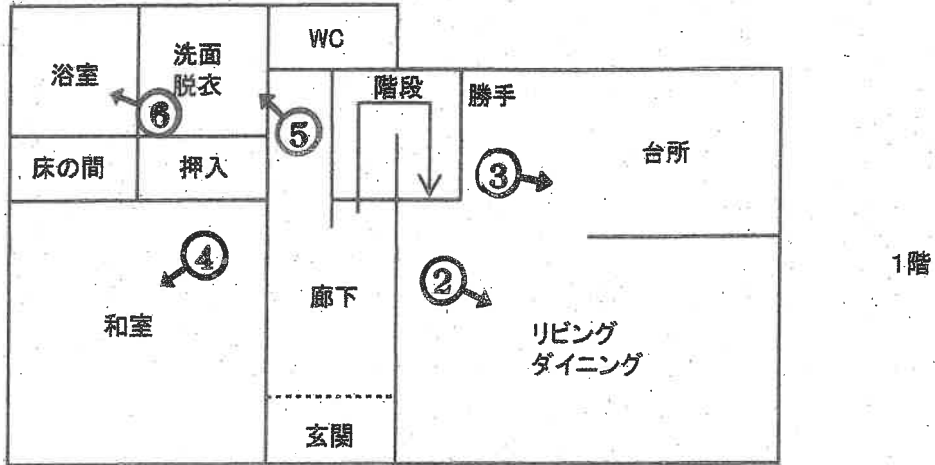 WC
浴室
洗面
脱衣
階段
勝手
⑥
⑤
台所
床の間
押入
③
④
②
1階
廊下
和室
リビング
ダイニング
玄関